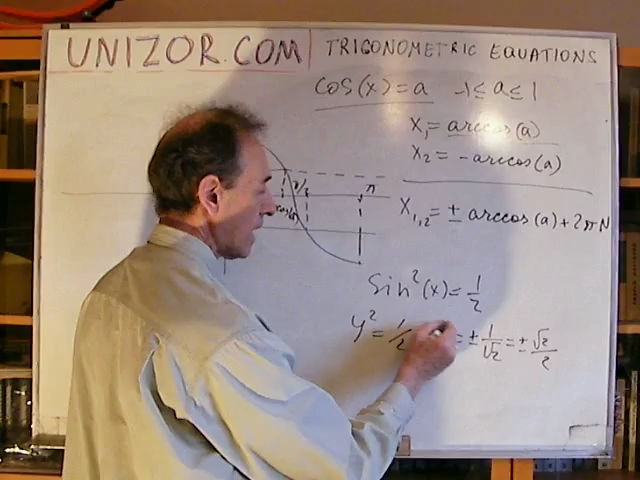 UNIZOR.COM | TRIGONOMETRIC EQUATIONS
cos(x) = a -1 ≤ a ≤ 1
x₁ = arccos(a)
x₂ = -arccos(a)
π
x₁,₂ = ± arccos(a) + 2πN
sin²(x) = 1/2
y² = 1/2 = ± 1/√2 = ± √2/2